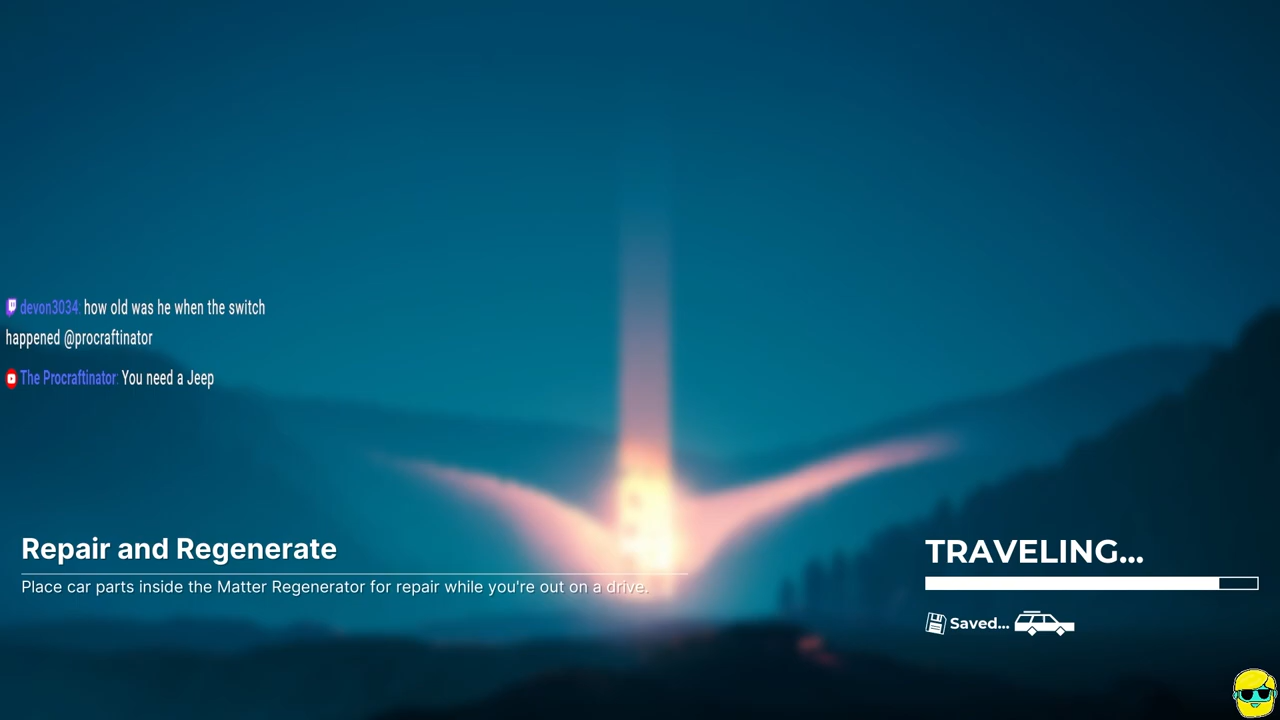 devon3034: how old was he when the switch
happened @procraftinator
The Procraftinator: You need a Jeep
Repair and Regenerate
Place car parts inside the Matter Regenerator for repair while you're out on a drive.
TRAVELING...
Saved...